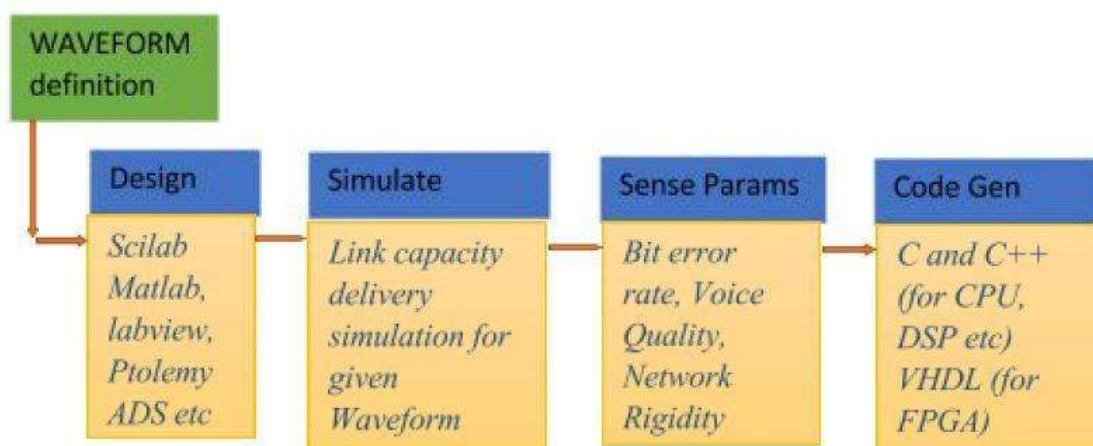 WAVEFORM
definition
Design
Scilab
Matlab,
labview,
Ptolemy
ADS etc
Simulate
Link capacity
delivery
simulation for
given
Waveform
Sense Params
Bit error
rate, Voice
Quality,
Network
Rigidity
Code Gen
C and C++
(for CPU,
DSP etc)
VHDL (for
FPGA)